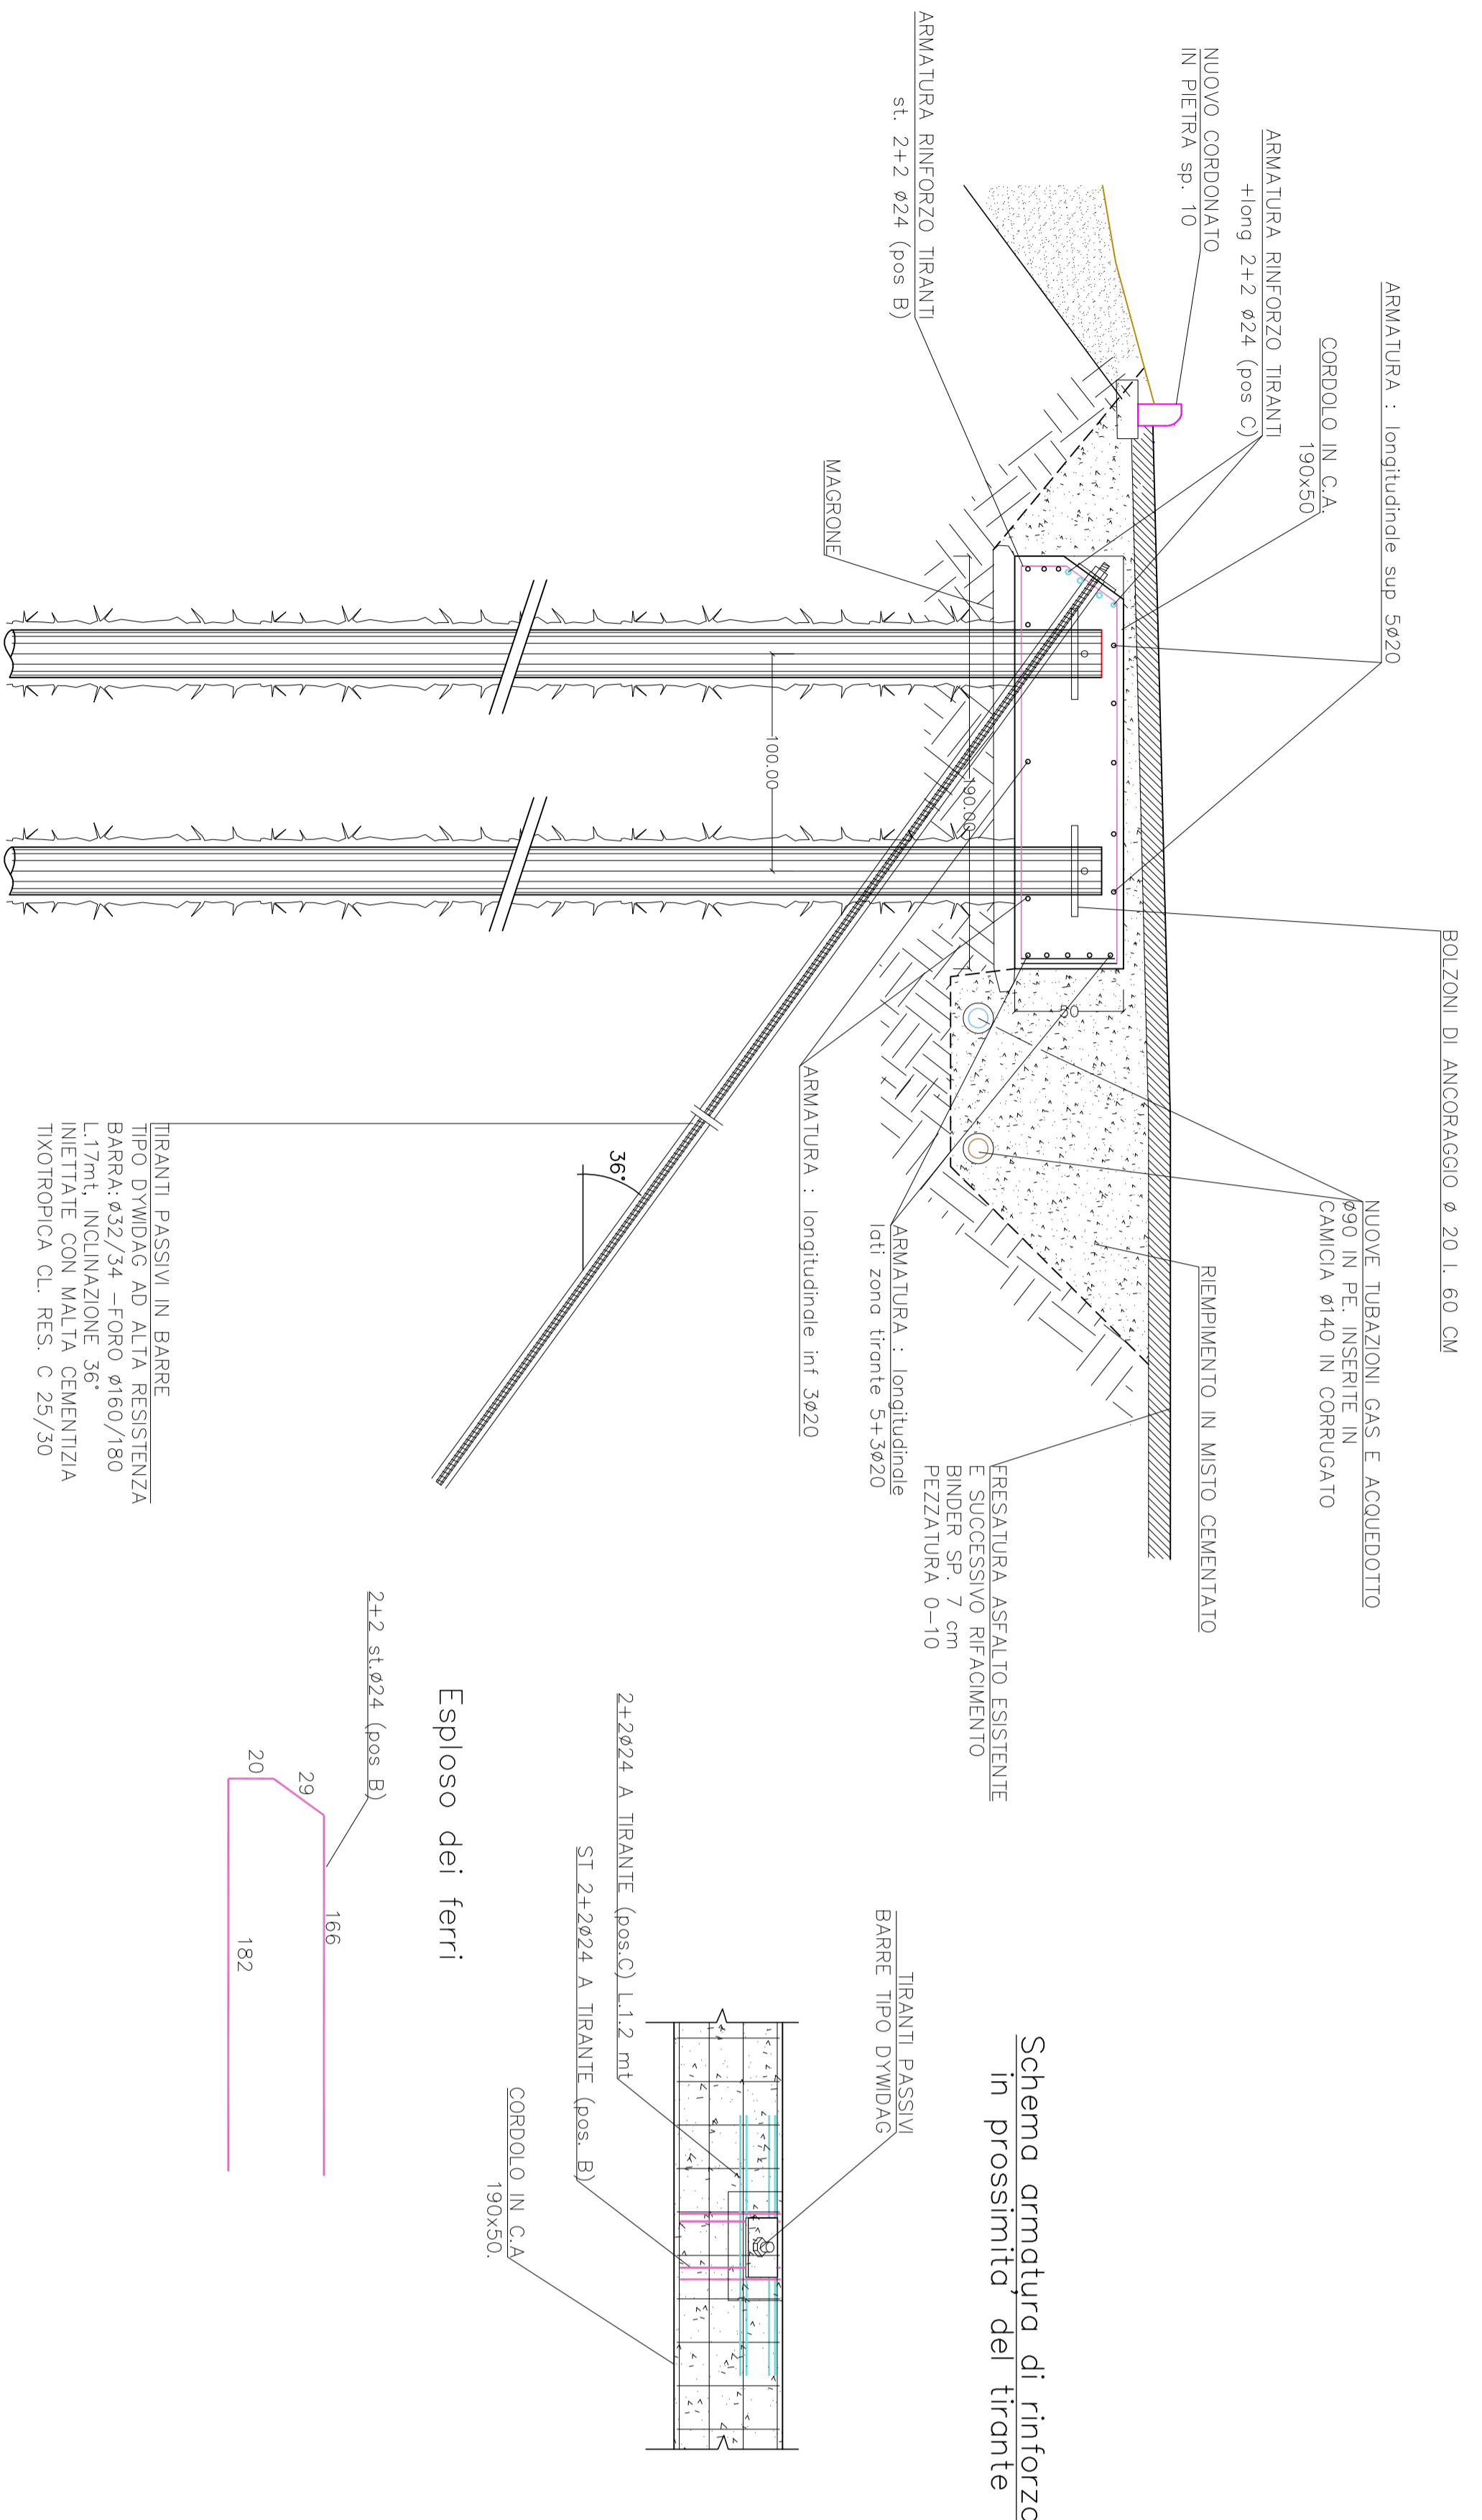 BOLZONI DI ANCORAGGIO Ø 20 l. 60 CM
ARMATURA : longitudinale sup 5Ø20
CORDOLO IN C.A.
190x50
ARMATURA RINFORZO TIRANTI
+long 2+2 Ø24 (pos C)
NUOVO CORDONATO
IN PIETRA sp. 10
ARMATURA RINFORZO TIRANTI
st. 2+2 Ø24 (pos B)
MAGRONE
NUOVE TUBAZIONI GAS E ACQUEDOTTO
Ø90 IN PE. INSERITE IN
CAMICIA Ø140 IN CORRUGATO
RIEMPIMENTO IN MISTO CEMENTATO
FRESATURA ASFALTO ESISTENTE
E SUCCESSIVO RIFACIMENTO
BINDER SP. 7 cm
PEZZATURA 0-10
50
190.00
100.00
ARMATURA : longitudinale
lati zona tirante 5+3Ø20
ARMATURA : longitudinale inf 3Ø20
36°
TIRANTI PASSIVI IN BARRE
TIPO DYWIDAG AD ALTA RESISTENZA
BARRA: Ø32/34 -FORO Ø160/180
L.17mt, INCLINAZIONE 36°
INIETTATE CON MALTA CEMENTIZIA
TIXOTROPICA CL. RES. C 25/30
Schema armatura di rinforzo
in prossimita' del tirante
TIRANTI PASSIVI
BARRE TIPO DYWIDAG
2+2Ø24 A TIRANTE (pos.C) L.1.2 mt
ST 2+2Ø24 A TIRANTE (pos. B)
CORDOLO IN C.A
190x50.
Esploso dei ferri
2+2 st.Ø24 (pos B)
29
20
166
182